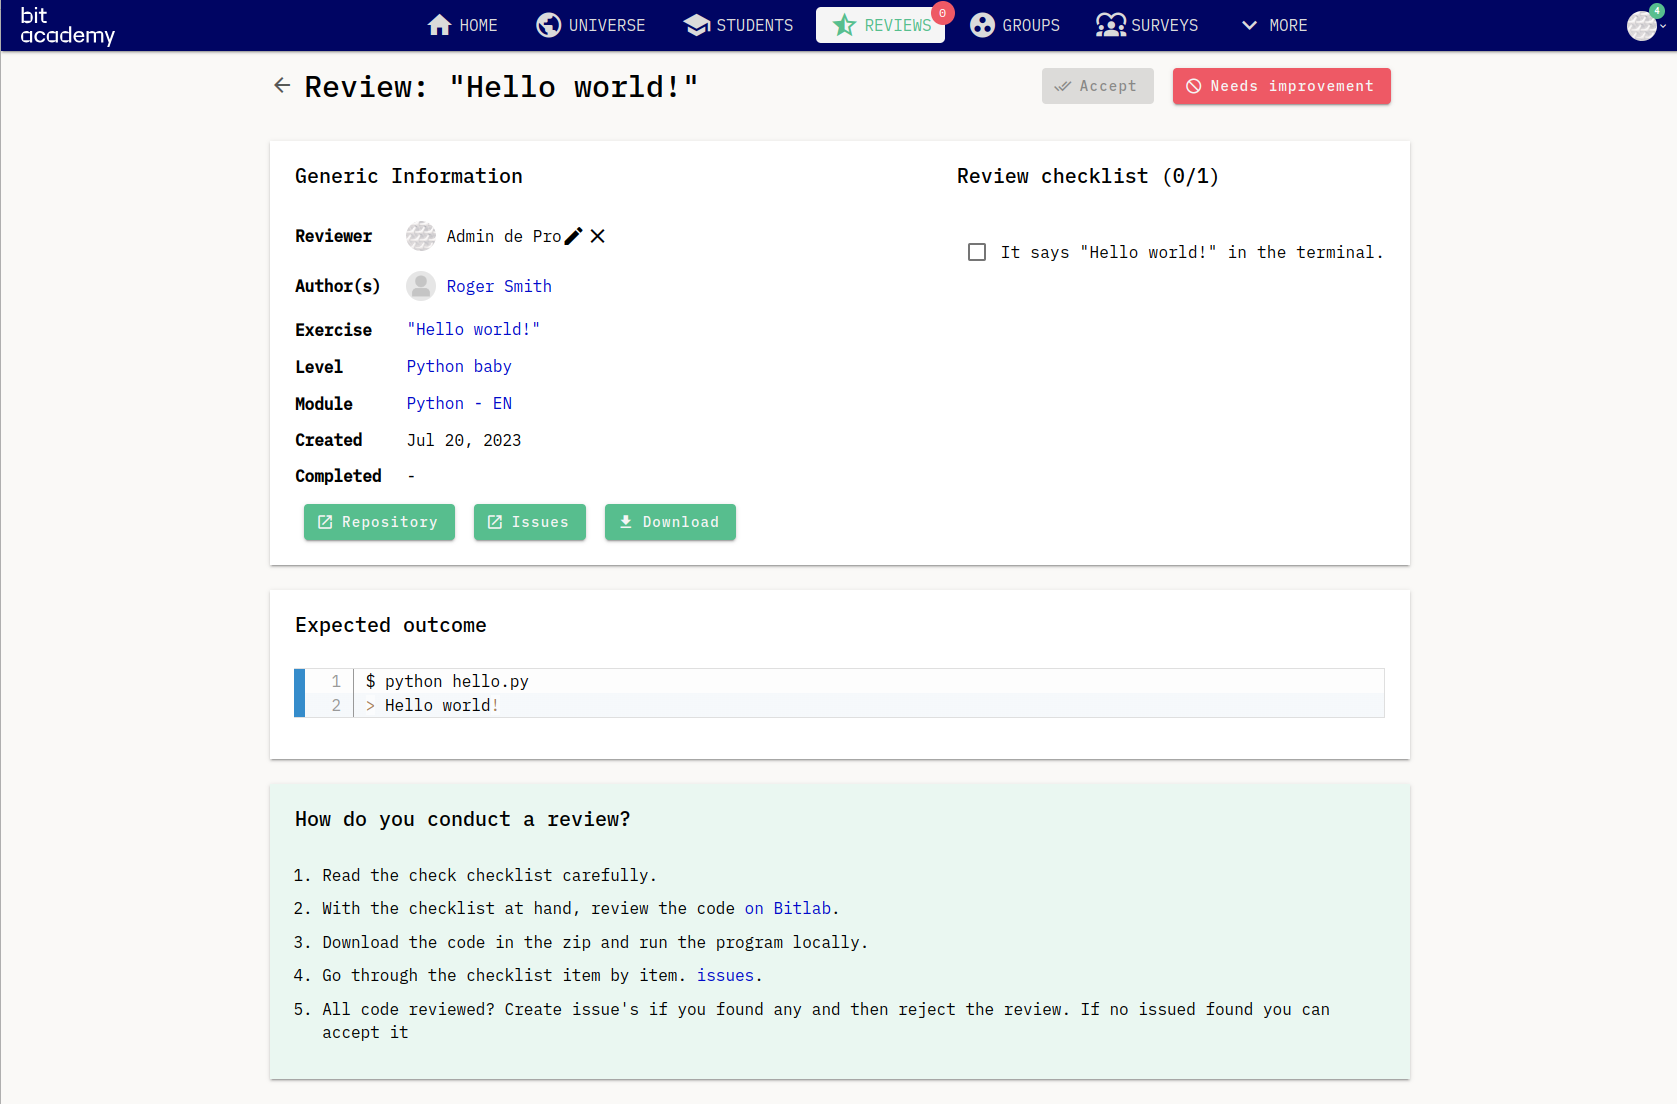 bit
academy
HOME
UNIVERSE
STUDENTS
REVIEWS
0
GROUPS
SURVEYS
MORE
4
Review: "Hello world!"
Accept
Needs improvement
Generic Information
Reviewer
Admin de Pro
Author(s)
Roger Smith
Exercise
"Hello world!"
Level
Python baby
Module
Python - EN
Created
Jul 20, 2023
Completed
-
Repository
Issues
Download
Review checklist (0/1)
It says "Hello world!" in the terminal.
Expected outcome
1 $ python hello.py
2 > Hello world!
How do you conduct a review?
1. Read the check checklist carefully.
2. With the checklist at hand, review the code on Bitlab.
3. Download the code in the zip and run the program locally.
4. Go through the checklist item by item. issues.
5. All code reviewed? Create issue's if you found any and then reject the review. If no issued found you can
accept it